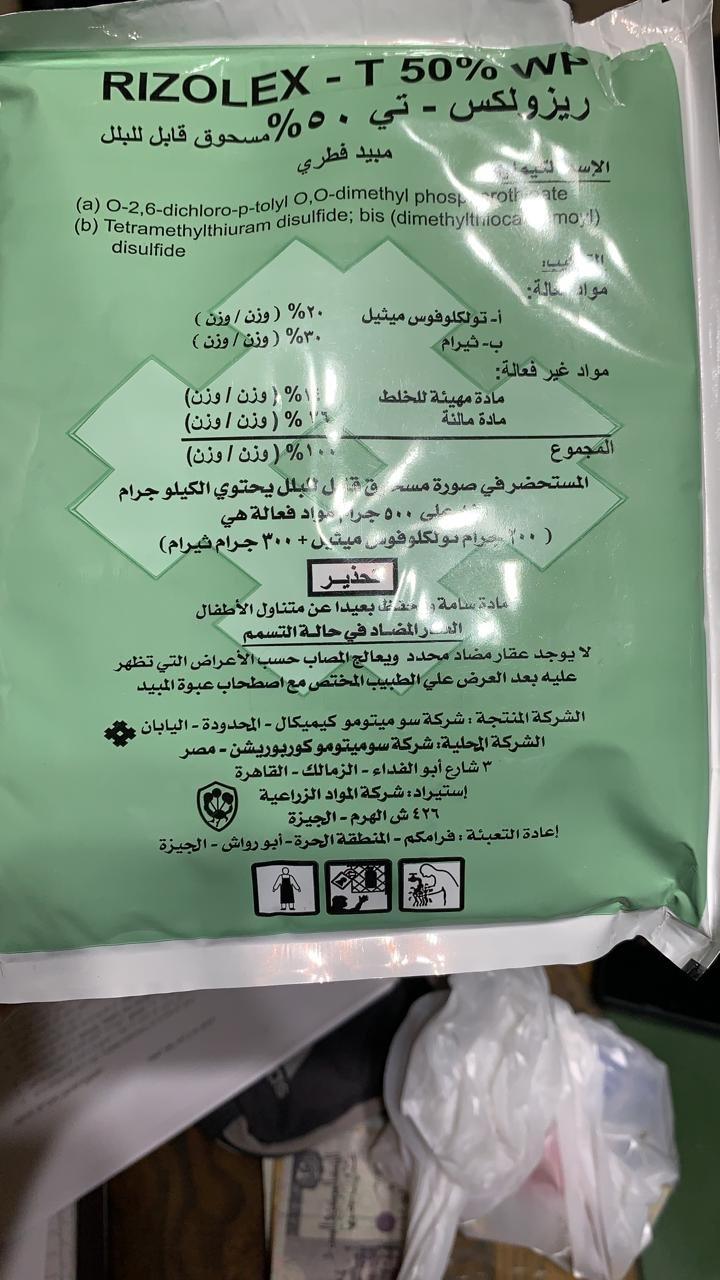 RIZOLEX - T 50% WP
ريزولكس - تي ٥٠% مسحوق قابل للبلل
مبيد فطري
(a) O-2,6-dichloro-p-tolyl O,O-dimethyl
(b) Tetramethylthiuram disulfide; bis
disulfide
مواد
أ- تولكلوفوس ميثيل ٢٠% ( وزن / وزن )
ب- ثيرام ٣٠% ( وزن / وزن )
مواد غير فعالة:
مادة مهيئة للخلط % (وزن / وزن)
مادة مالئة % (وزن / وزن)
المجموع ١٠٠% (وزن / وزن)
المستحضر في صورة مسحوق قابل للبلل يحتوي الكيلو جرام
على ٥٠٠ جرام مواد فعالة هي
( جرام تولكلوفوس ميثيل + ٣٠٠ جرام ثيرام)
تحذير
مادة سامة بعيدا عن متناول الأطفال
المضاد في حالة التسمم
لا يوجد عقار مضاد محدد ويعالج المصاب حسب الأعراض التي تظهر
عليه بعد العرض علي الطبيب المختص مع اصطحاب عبوة المبيد
الشركة المنتجة : شركة سوميتومو كيميكال - المحدودة - اليابان
الشركة المحلية: شركة سوميتومو كوربوريشن - مصر
٣ شارع أبو الفداء - الزمالك - القاهرة
إستيراد: شركة المواد الزراعية
٤٢٦ ش الهرم - الجيزة
إعادة التعبئة : فرامكم - المنطقة الحرة - أبو رواش - الجيزة